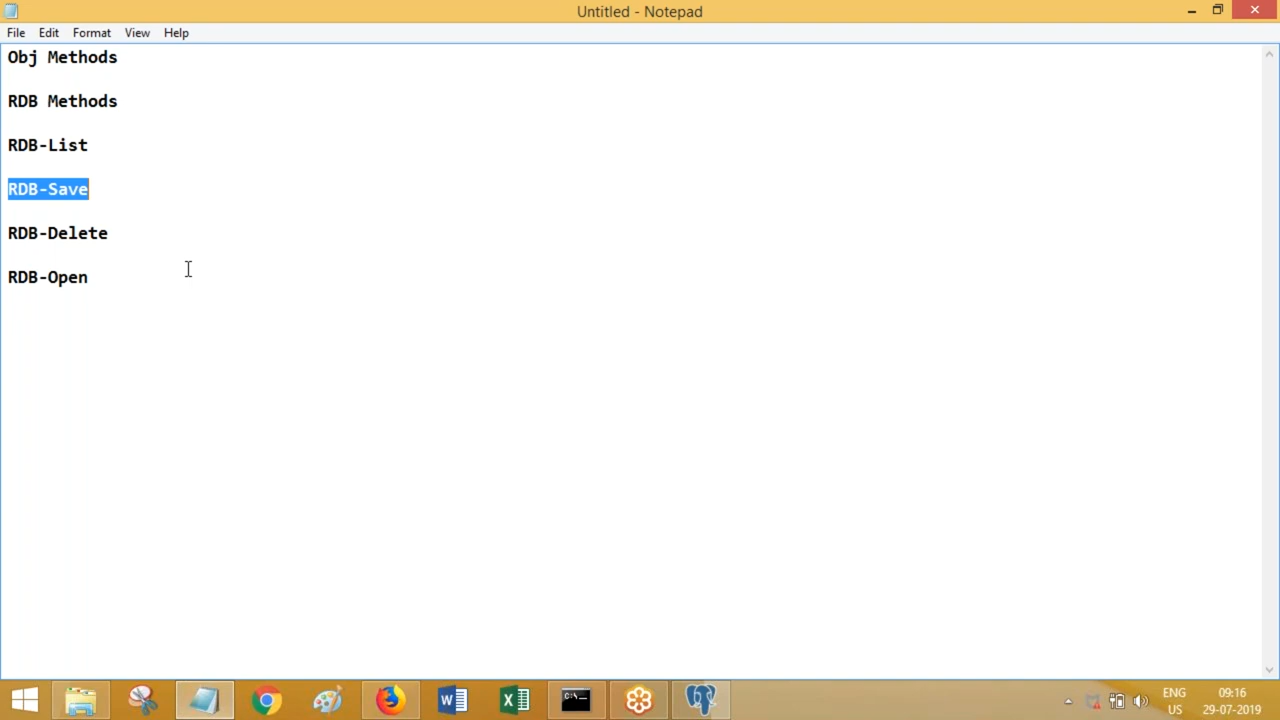 Untitled - Notepad
File Edit Format View Help
Obj Methods
RDB Methods
RDB-List
RDB-Save
RDB-Delete
RDB-Open
ENG 09:16
US 29-07-2019